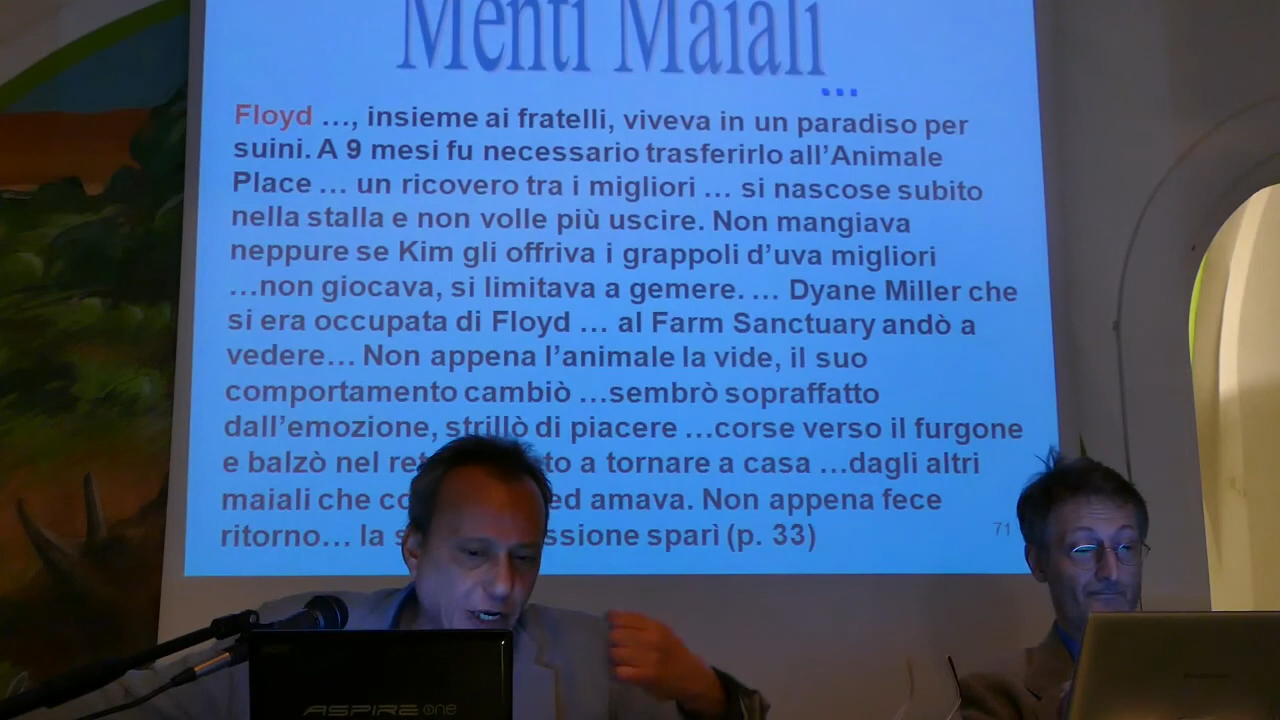 Menti Maiali
...
Floyd …, insieme ai fratelli, viveva in un paradiso per
suini. A 9 mesi fu necessario trasferirlo all’Animale
Place … un ricovero tra i migliori … si nascose subito
nella stalla e non volle più uscire. Non mangiava
neppure se Kim gli offriva i grappoli d’uva migliori
…non giocava, si limitava a gemere. … Dyane Miller che
si era occupata di Floyd … al Farm Sanctuary andò a
vedere… Non appena l’animale la vide, il suo
comportamento cambiò …sembrò sopraffatto
dall’emozione, strillò di piacere …corse verso il furgone
e balzò nel a tornare a casa …dagli altri
maiali che amava. Non appena fece
ritorno… la sparì (p. 33)
71
ASPIRE one